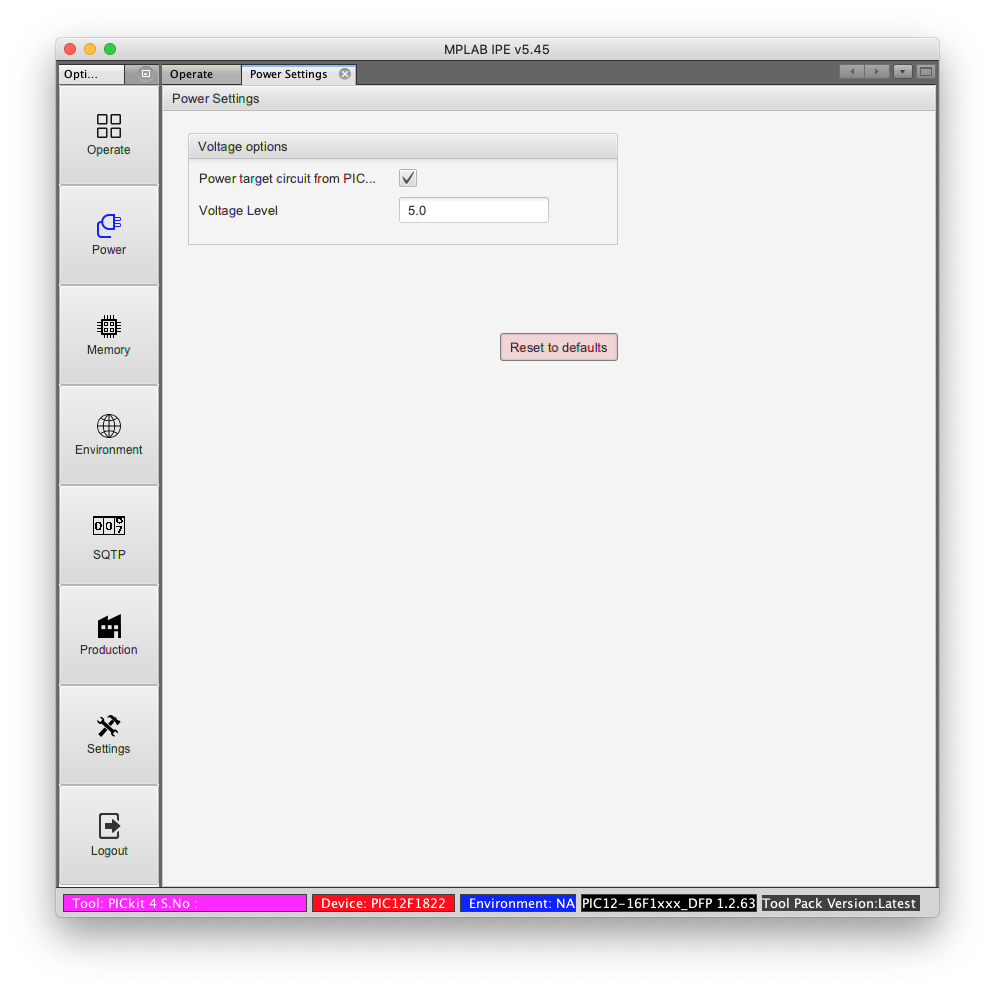 MPLAB IPE v5.45
Opti...
Operate
Power Settings
Power Settings
Operate
Power
Memory
Environment
SQTP
Production
Settings
Logout
Voltage options
Power target circuit from PIC...
Voltage Level
5.0
Reset to defaults
Tool: PICkit 4 S.No :
Device: PIC12F1822
Environment: NA
PIC12-16F1xxx_DFP 1.2.63
Tool Pack Version:Latest